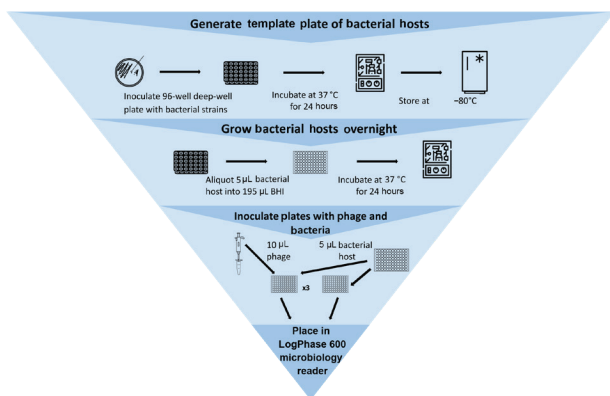 Generate template plate of bacterial hosts
Inoculate 96-well deep-well
plate with bacterial strains
Incubate at 37 °C
for 24 hours
Store at
−80°C
Grow bacterial hosts overnight
Aliquot 5 µL bacterial
host into 195 µL BHI
Incubate at 37 °C
for 24 hours
Inoculate plates with phage and
bacteria
10 µL
phage
5 µL bacterial
host
x3
Place in
LogPhase 600
microbiology
reader